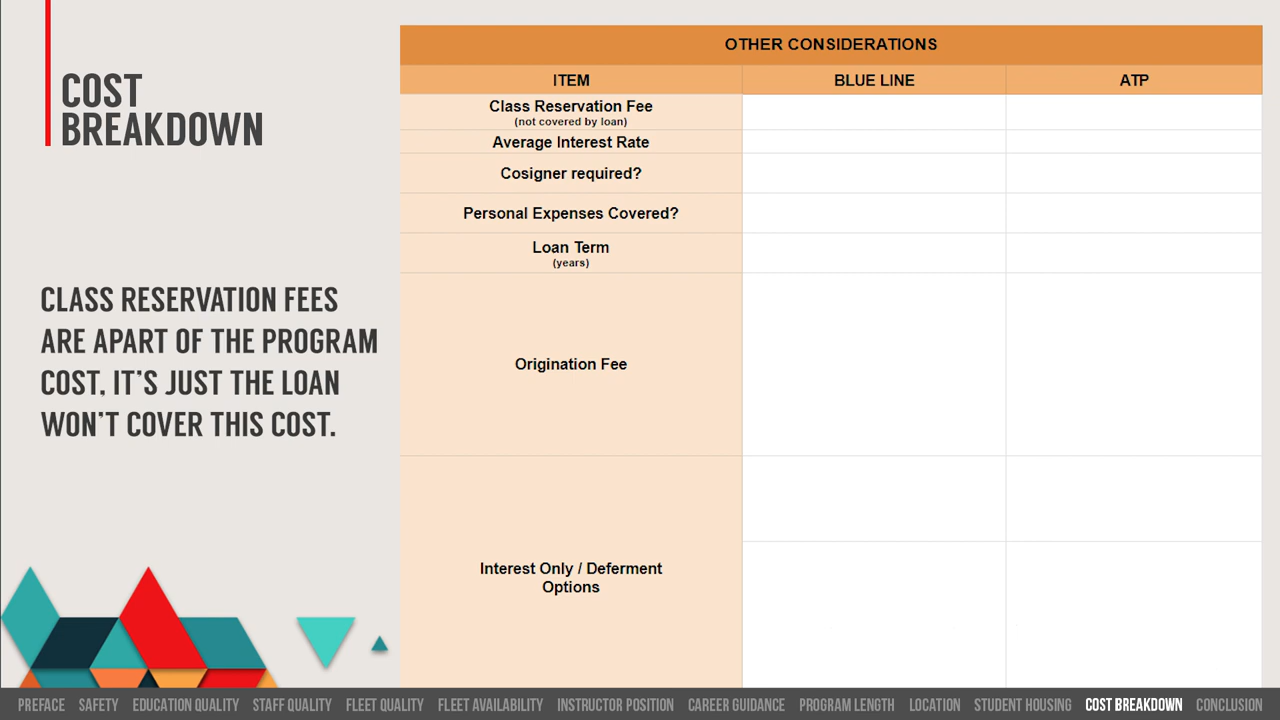 COST
BREAKDOWN
CLASS RESERVATION FEES
ARE APART OF THE PROGRAM
COST, IT'S JUST THE LOAN
WON'T COVER THIS COST.
OTHER CONSIDERATIONS
ITEM BLUE LINE ATP
Class Reservation Fee
(not covered by loan)
Average Interest Rate
Cosigner required?
Personal Expenses Covered?
Loan Term
(years)
Origination Fee
Interest Only / Deferment
Options
PREFACE SAFETY EDUCATION QUALITY STAFF QUALITY FLEET QUALITY FLEET AVAILABILITY INSTRUCTOR POSITION CAREER GUIDANCE PROGRAM LENGTH LOCATION STUDENT HOUSING COST BREAKDOWN CONCLUSION